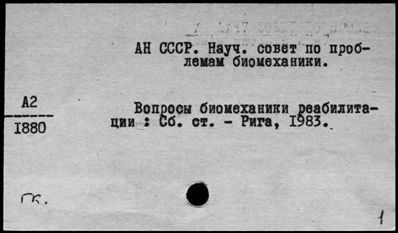 АН СССР. Науч. совет по проб-
лемам биомеханики.
А2
1880
Вопросы биомеханики реабилита-
ции : Сб. ст. - Рига, 1983.
гк.
1